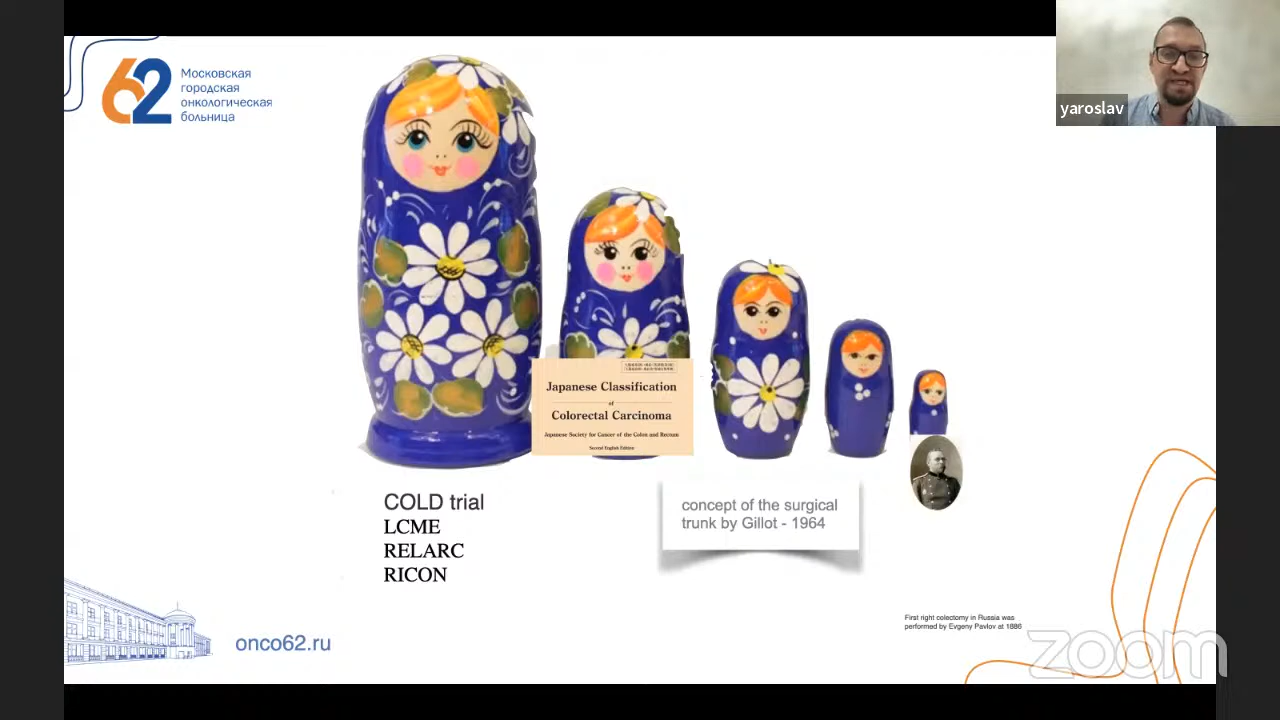 62
Московская
городская
онкологическая
больница
yaroslav
Japanese Classification
of
Colorectal Carcinoma
Japanese Society for Cancer of the Colon and Rectum
Second English Edition
COLD trial
LCME
RELARC
RICON
concept of the surgical
trunk by Gillot - 1964
First right colectomy in Russia was
performed by Evgeny Pavlov at 1886
onco62.ru
zoom